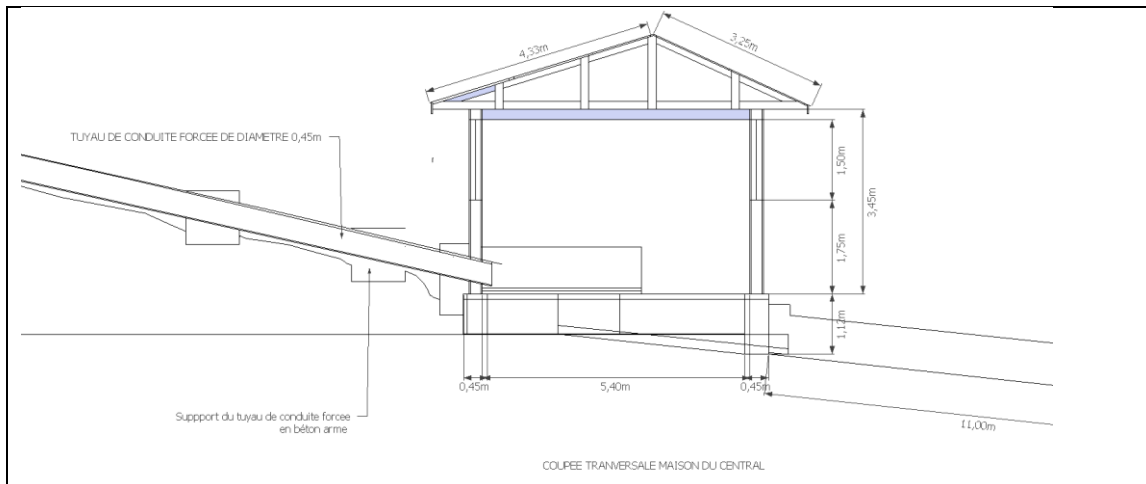 4,33m
3,25m
TUYAU DE CONDUITE FORCEE DE DIAMETRE 0,45m
1,50m
3,45m
1,75m
1,12m
0,45m
5,40m
0,45m
Suppport du tuyau de conduite forcee
en béton arme
11,00m
COUPEE TRANVERSALE MAISON DU CENTRAL